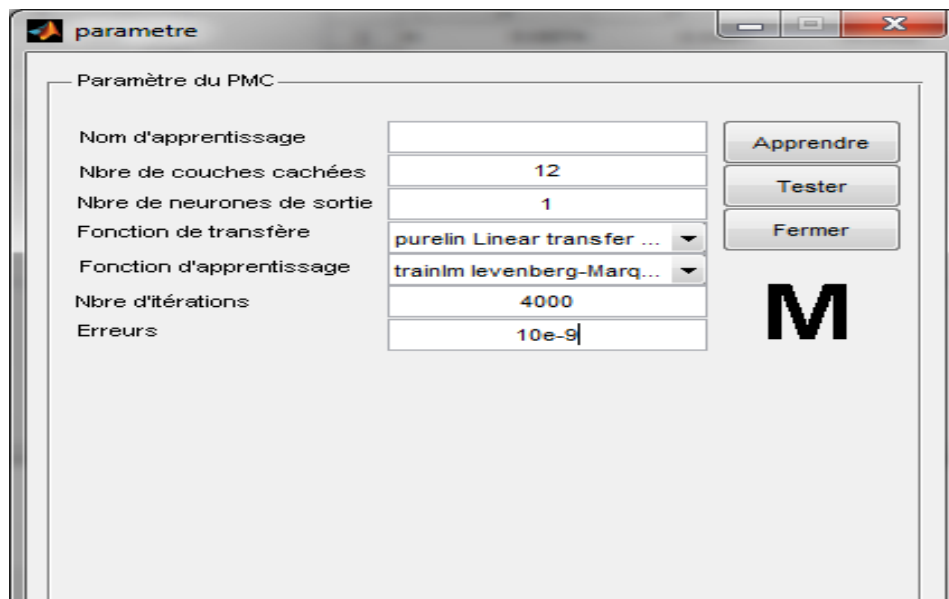 parametre
Paramètre du PMC
Nom d'apprentissage
Apprendre
Nbre de couches cachées 12
Tester
Nbre de neurones de sortie 1
Fonction de transfère purelin Linear transfer ...
Fermer
Fonction d'apprentissage trainlm levenberg-Marq...
Nbre d'itérations 4000
M
Erreurs 10e-9